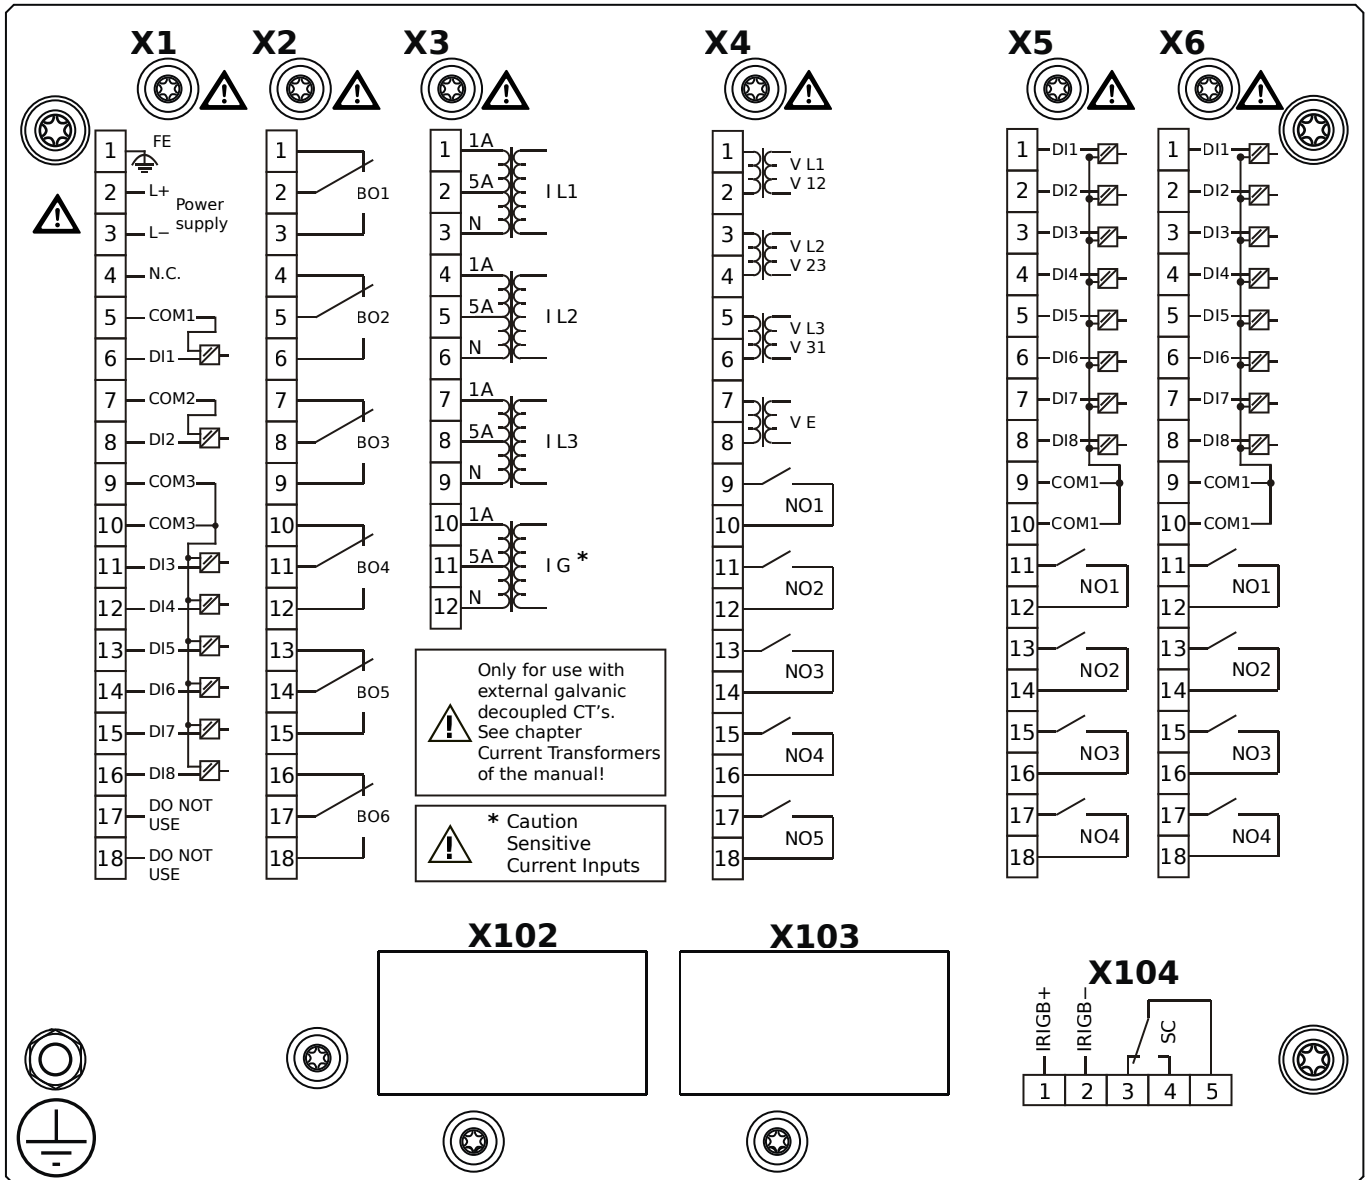 X1
X2
X3
X4
X5
X6
1 FE
2 L+
Power
supply
3 L−
4 N.C.
5 COM1
6 DI1
7 COM2
8 DI2
9 COM3
10 COM3
11 DI3
12 DI4
13 DI5
14 DI6
15 DI7
16 DI8
17 DO NOT
USE
18 DO NOT
USE
1
2 BO1
3
4
5 BO2
6
7
8 BO3
9
10
11 BO4
12
13
14 BO5
15
16
17 BO6
18
1 1A
2 5A I L1
3 N
4 1A
5 5A I L2
6 N
7 1A
8 5A I L3
9 N
10 1A
11 5A I G *
12 N
Only for use with
external galvanic
decoupled CT's.
See chapter
Current Transformers
of the manual!
* Caution
Sensitive
Current Inputs
1 V L1
2 V 12
3 V L2
4 V 23
5 V L3
6 V 31
7 V E
8
9
NO1
10
11
NO2
12
13
NO3
14
15
NO4
16
17
NO5
18
1 DI1
2 DI2
3 DI3
4 DI4
5 DI5
6 DI6
7 DI7
8 DI8
9 COM1
10 COM1
11
NO1
12
13
NO2
14
15
NO3
16
17
NO4
18
1 DI1
2 DI2
3 DI3
4 DI4
5 DI5
6 DI6
7 DI7
8 DI8
9 COM1
10 COM1
11
NO1
12
13
NO2
14
15
NO3
16
17
NO4
18
X102
X103
X104
IRIGB+
IRIGB−
SC
1 2 3 4 5